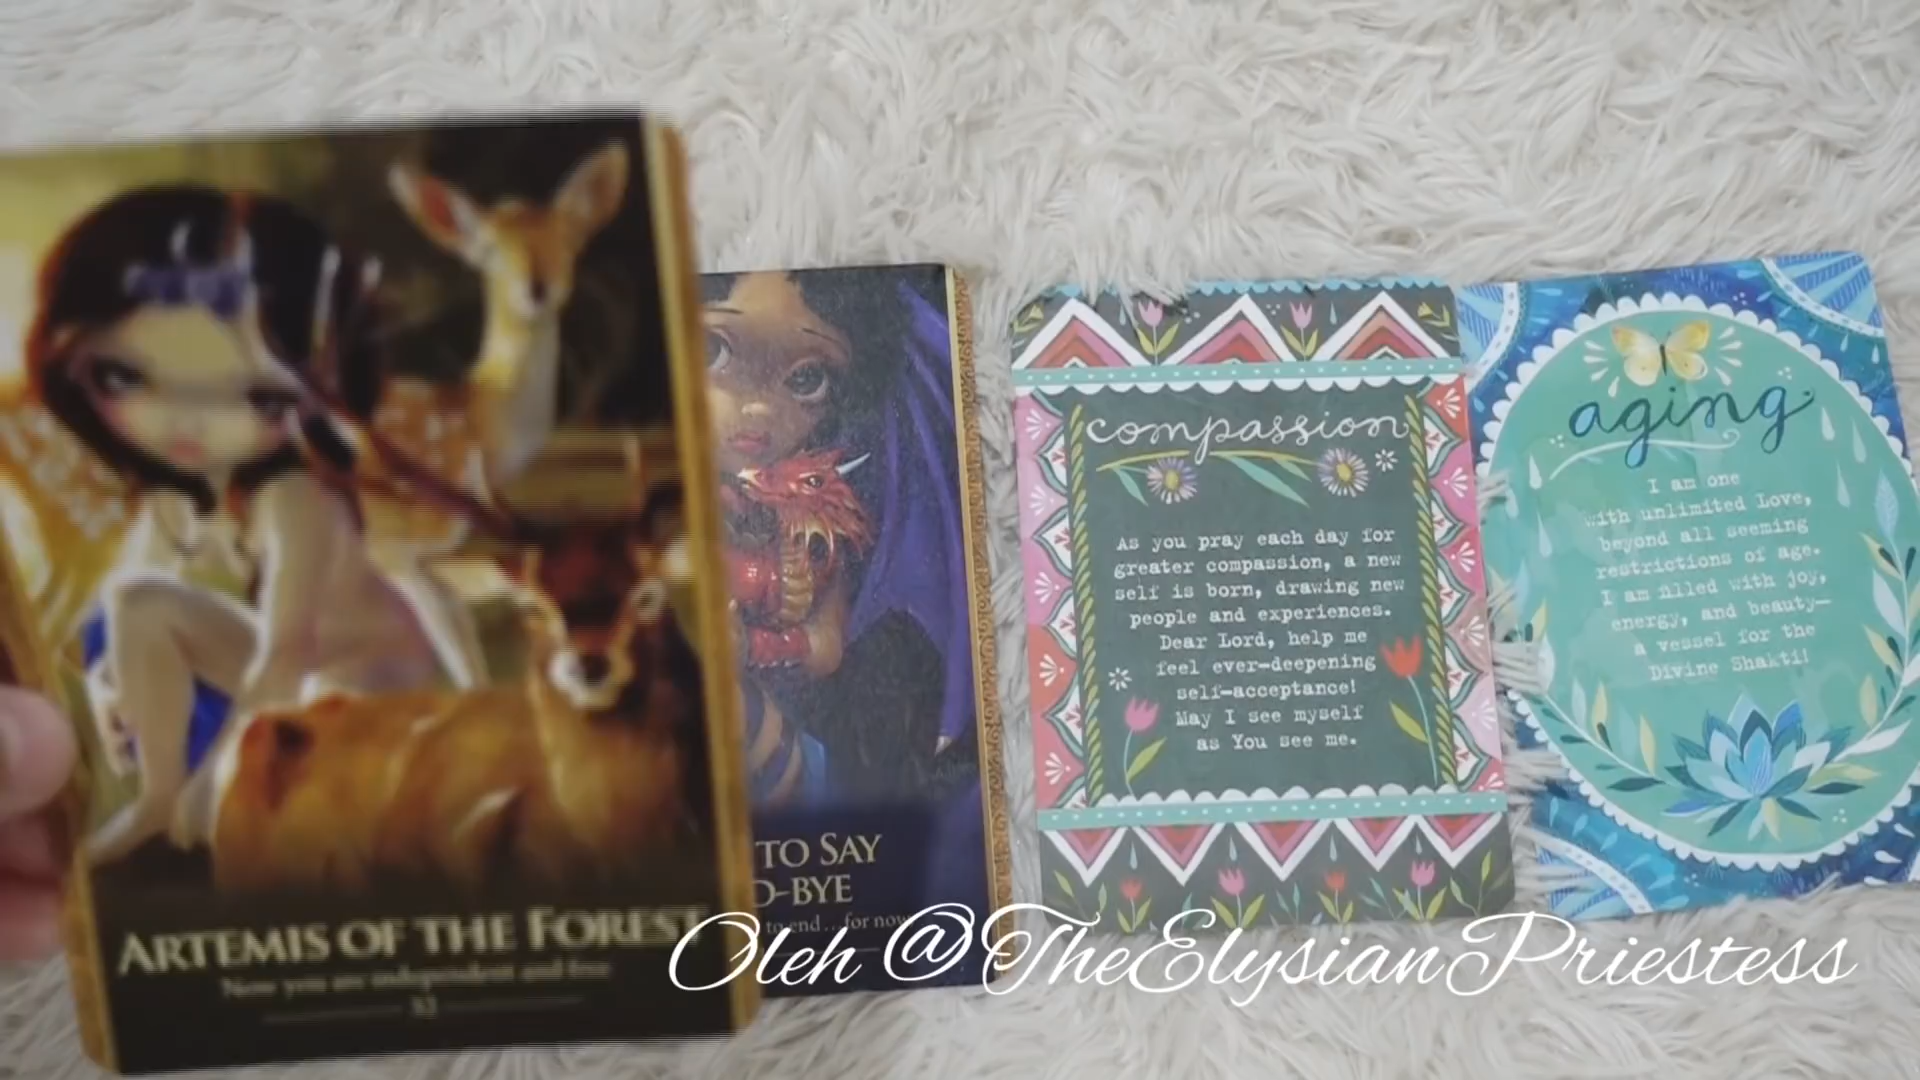 ARTEMIS OF THE FOREST
Now you are independent and free
TO SAY
D-BYE
to end...for now
compassion
As you pray each day for
greater compassion, a new
self is born, drawing new
people and experiences.
Dear Lord, help me
feel ever-deepening
self-acceptance!
May I see myself
as You see me.
aging
I am one
with unlimited Love,
beyond all seeming
restrictions of age.
I am filled with joy,
energy, and beauty—
a vessel for the
Divine Shakti!
Oleh @TheElysianPriestess